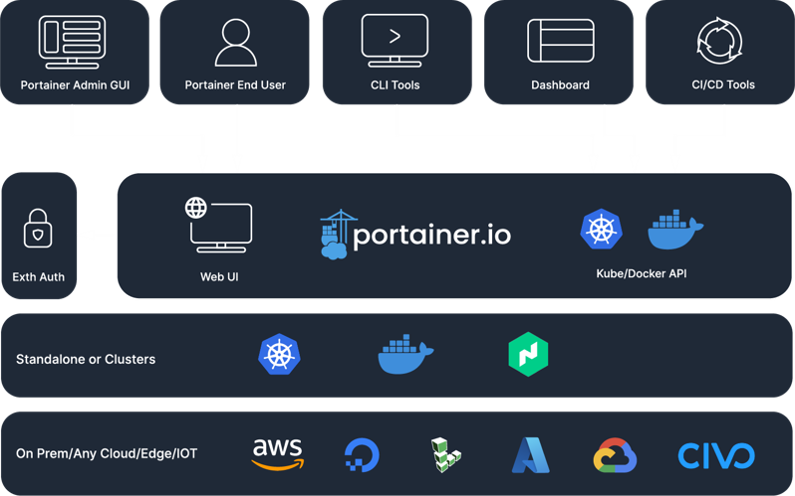 Portainer Admin GUI
Portainer End User
CLI Tools
Dashboard
CI/CD Tools
Exth Auth
Web UI
portainer.io
Kube/Docker API
Standalone or Clusters
On Prem/Any Cloud/Edge/IOT
aws
CIVO